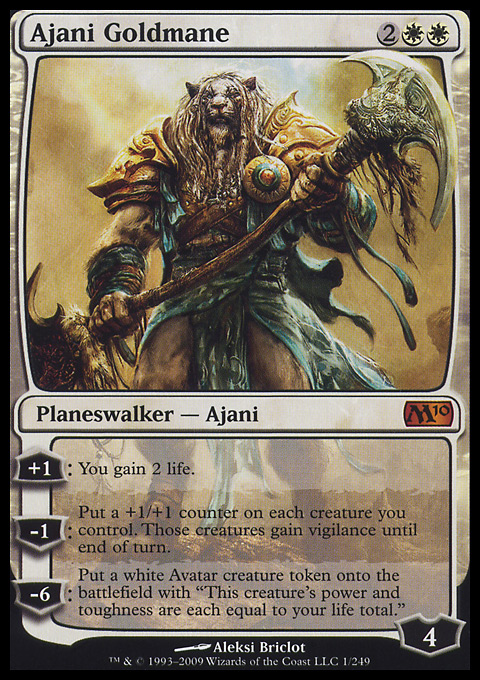 Ajani Goldmane 2
Planeswalker — Ajani M10
+1 : You gain 2 life.
-1 : Put a +1/+1 counter on each creature you
control. Those creatures gain vigilance until
end of turn.
-6 : Put a white Avatar creature token onto the
battlefield with “This creature's power and
toughness are each equal to your life total.”
4
Aleksi Briclot
™ & © 1993–2009 Wizards of the Coast LLC 1/249